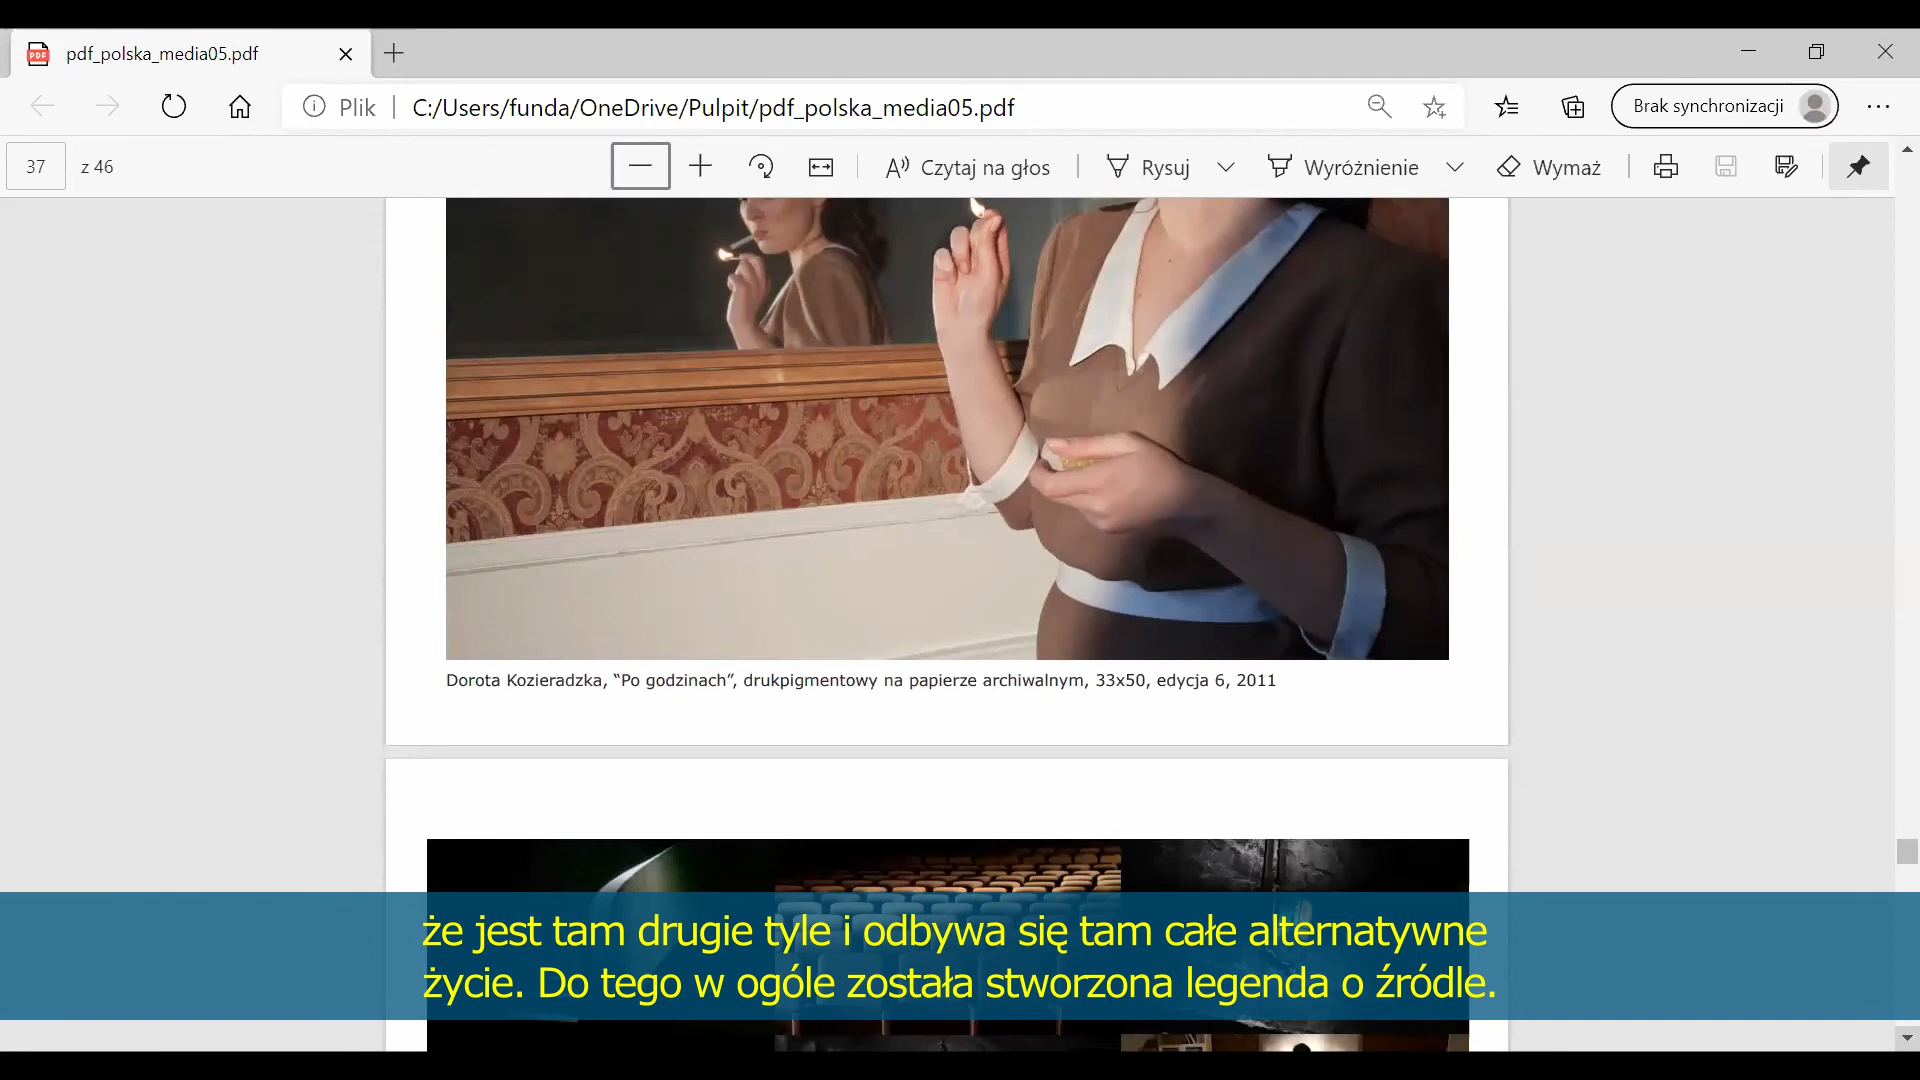 pdf_polska_media05.pdf
Plik
C:/Users/funda/OneDrive/Pulpit/pdf_polska_media05.pdf
Brak synchronizacji
37 z 46
Czytaj na głos
Rysuj
Wyróżnienie
Wymaż
Dorota Kozieradzka, “Po godzinach”, drukpigmentowy na papierze archiwalnym, 33x50, edycja 6, 2011
że jest tam drugie tyle i odbywa się tam całe alternatywne
życie. Do tego w ogóle została stworzona legenda o źródle.